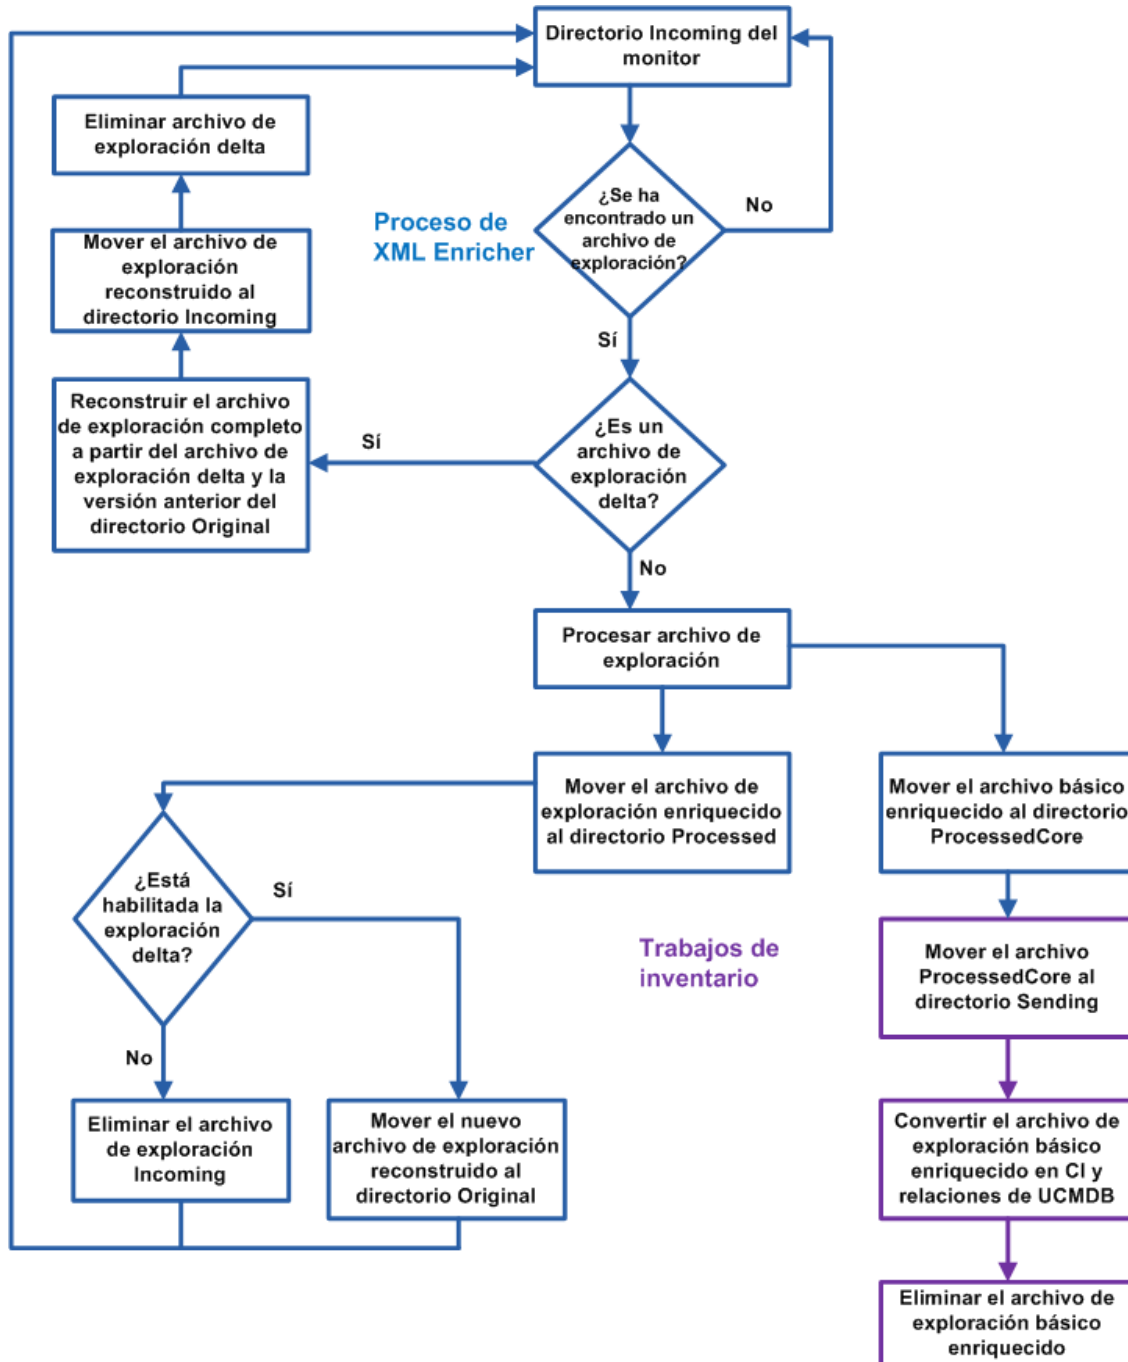 Directorio Incoming del
monitor
Eliminar archivo de
exploración delta
¿Se ha
encontrado un
archivo de
exploración?
No
Proceso de
XML Enricher
Mover el archivo de
exploración
reconstruido al
directorio Incoming
Sí
Reconstruir el archivo
de exploración completo
a partir del archivo de
exploración delta y la
versión anterior del
directorio Original
Sí
¿Es un
archivo de
exploración
delta?
No
Procesar archivo de
exploración
Mover el archivo de
exploración enriquecido
al directorio Processed
Mover el archivo básico
enriquecido al directorio
ProcessedCore
¿Está
habilitada la
exploración
delta?
Sí
Trabajos de
inventario
Mover el archivo
ProcessedCore al
directorio Sending
No
Eliminar el archivo
de exploración
Incoming
Mover el nuevo
archivo de exploración
reconstruido al
directorio Original
Convertir el archivo de
exploración básico
enriquecido en CI y
relaciones de UCMDB
Eliminar el archivo de
exploración básico
enriquecido